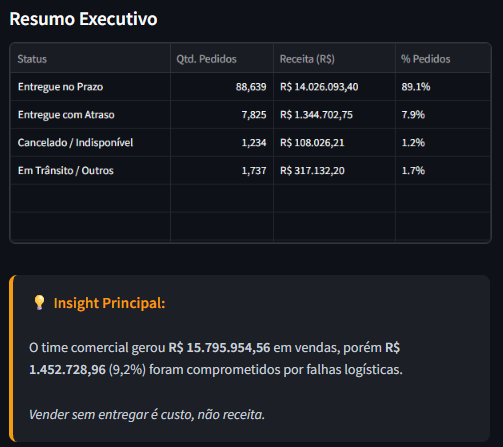 Resumo Executivo
Status Qtd. Pedidos Receita (R$) % Pedidos
Entregue no Prazo 88,639 R$ 14.026.093,40 89.1%
Entregue com Atraso 7,825 R$ 1.344.702,75 7.9%
Cancelado / Indisponível 1,234 R$ 108.026,21 1.2%
Em Trânsito / Outros 1,737 R$ 317.132,20 1.7%
Insight Principal:
O time comercial gerou R$ 15.795.954,56 em vendas, porém R$
1.452.728,96 (9,2%) foram comprometidos por falhas logísticas.
Vender sem entregar é custo, não receita.